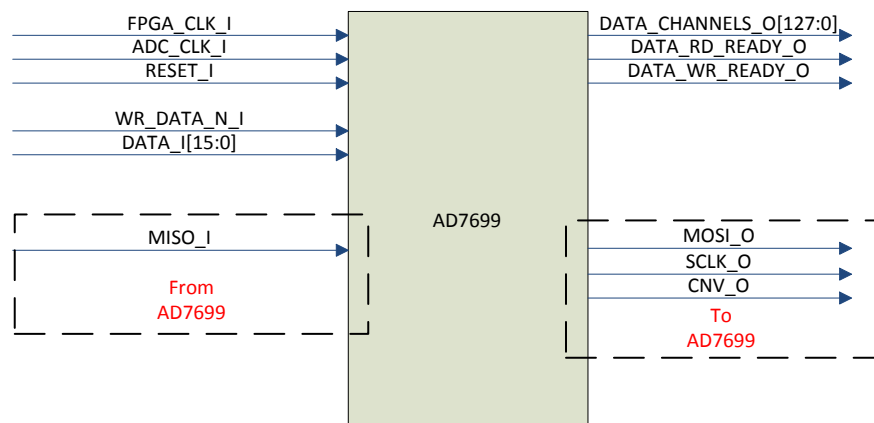 FPGA_CLK_I
ADC_CLK_I
RESET_I
WR_DATA_N_I
DATA_I[15:0]
MISO_I
From
AD7699
AD7699
DATA_CHANNELS_O[127:0]
DATA_RD_READY_O
DATA_WR_READY_O
MOSI_O
SCLK_O
CNV_O
To
AD7699